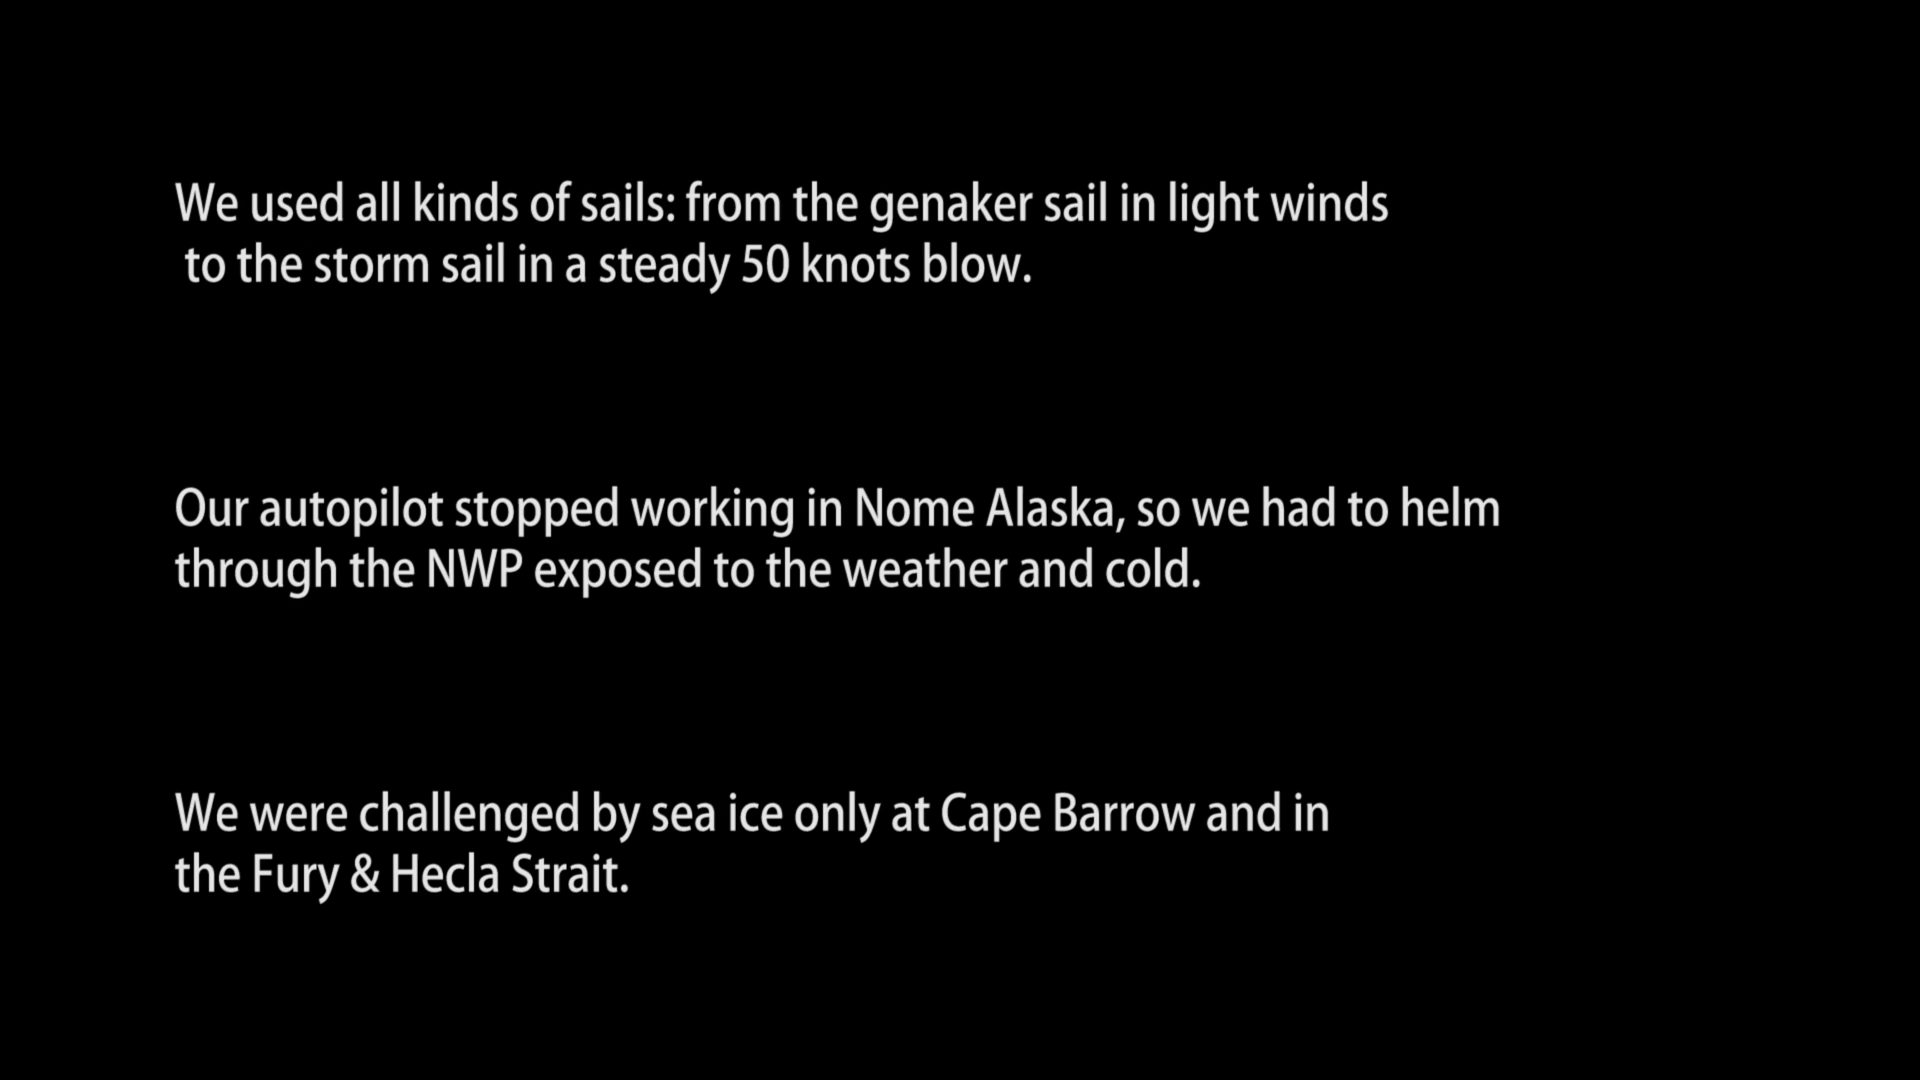 We used all kinds of sails: from the genaker sail in light winds
to the storm sail in a steady 50 knots blow.
Our autopilot stopped working in Nome Alaska, so we had to helm
through the NWP exposed to the weather and cold.
We were challenged by sea ice only at Cape Barrow and in
the Fury & Hecla Strait.